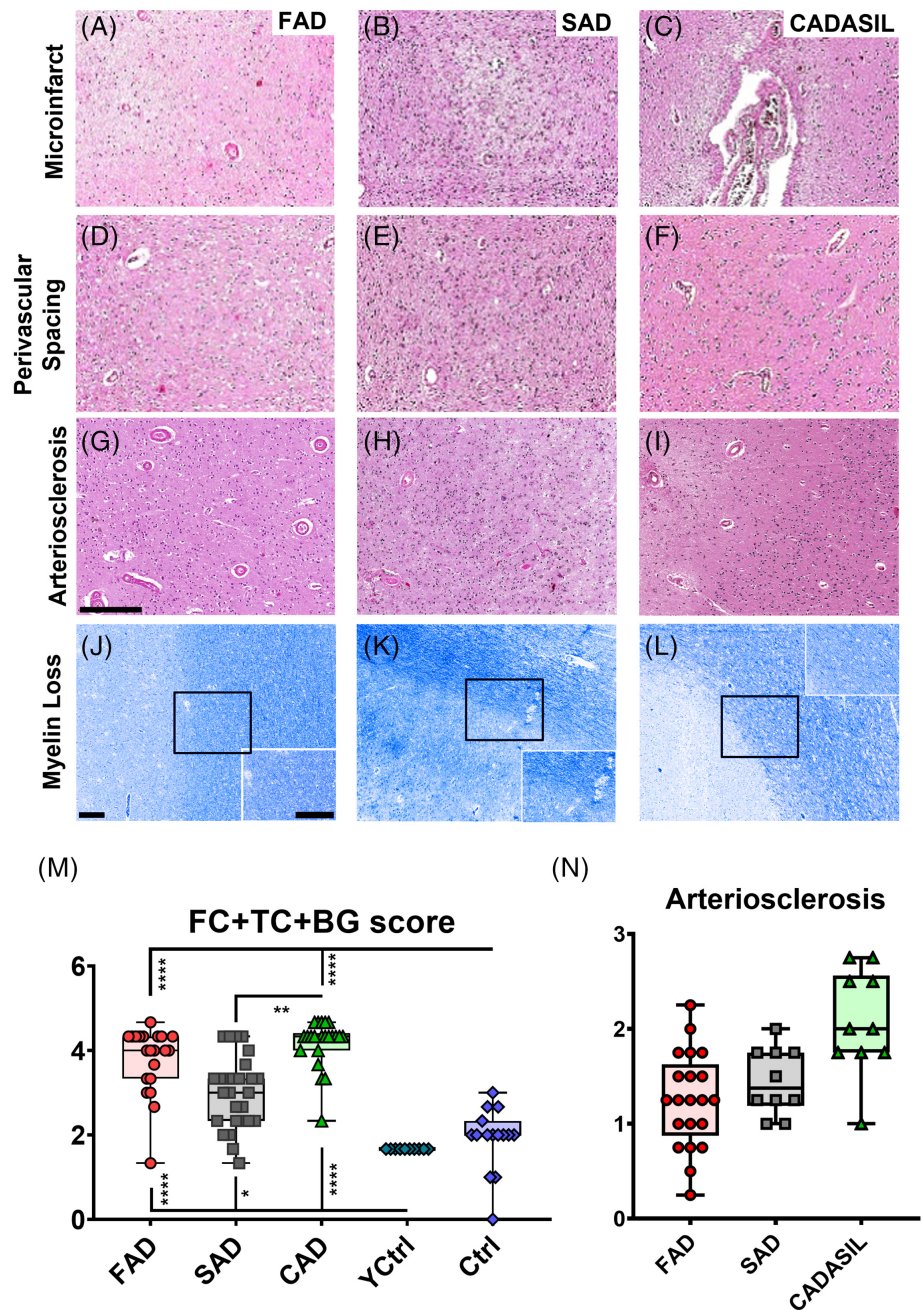 (A) FAD (B) SAD (C) CADASIL
Microinfarct
(D) (E) (F)
Perivascular
Spacing
(G) (H) (I)
Arteriosclerosis
(J) (K) (L)
Myelin Loss
(M)
FC+TC+BG score
6
4
2
0
****
****
**
****
*
****
FAD SAD CAD YCtrl Ctrl
(N)
Arteriosclerosis
3
2
1
0
FAD SAD CADASIL